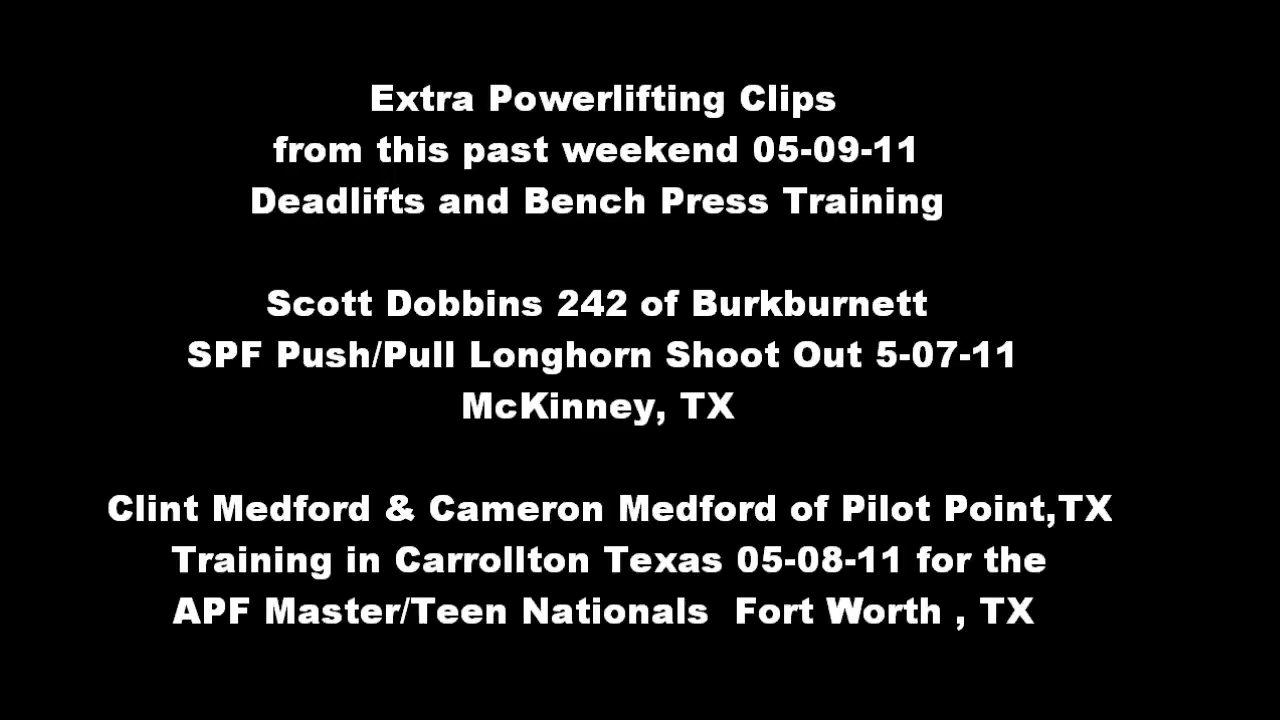 Extra Powerlifting Clips
from this past weekend 05-09-11
Deadlifts and Bench Press Training
Scott Dobbins 242 of Burkburnett
SPF Push/Pull Longhorn Shoot Out 5-07-11
McKinney, TX
Clint Medford & Cameron Medford of Pilot Point,TX
Training in Carrollton Texas 05-08-11 for the
APF Master/Teen Nationals  Fort Worth , TX